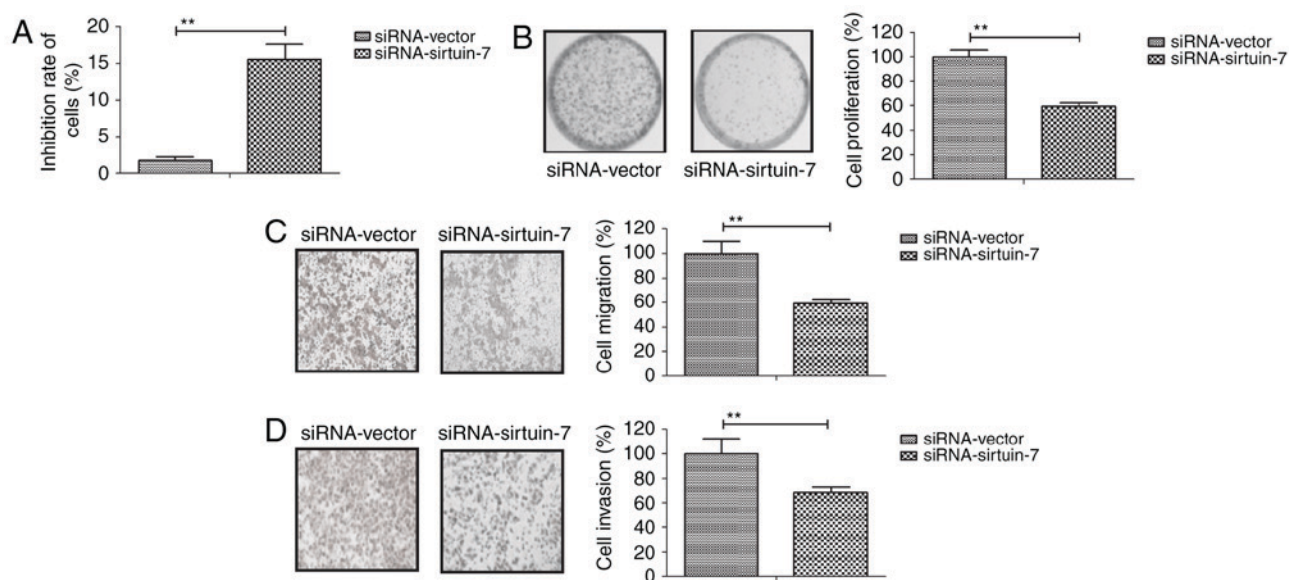 A
Inhibition rate of
cells (%)
20
15
10
5
0
**
siRNA-vector
siRNA-sirtuin-7
B
siRNA-vector
siRNA-sirtuin-7
Cell proliferation (%)
120
100
80
60
40
20
0
**
siRNA-vector
siRNA-sirtuin-7
C
siRNA-vector
siRNA-sirtuin-7
Cell migration (%)
120
100
80
60
40
20
0
**
siRNA-vector
siRNA-sirtuin-7
D
siRNA-vector
siRNA-sirtuin-7
Cell invasion (%)
120
100
80
60
40
20
0
**
siRNA-vector
siRNA-sirtuin-7